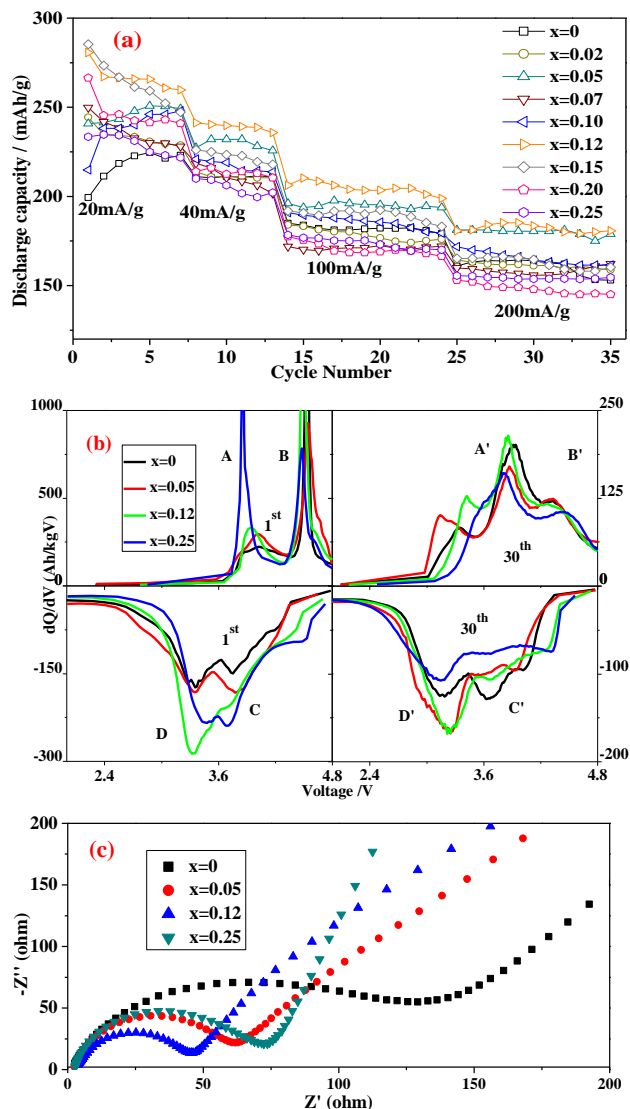 (a)
x=0
x=0.02
x=0.05
x=0.07
x=0.10
x=0.12
x=0.15
x=0.20
x=0.25
300
250
200
150
Discharge capacity / (mAh/g)
20mA/g
40mA/g
100mA/g
200mA/g
0 5 10 15 20 25 30 35
Cycle Number
(b)
1000
750
500
250
0
-150
-300
dQ/dV (Ah/kgV)
x=0
x=0.05
x=0.12
x=0.25
A
B
1st
A'
B'
30th
250
125
0
1st
D
C
30th
D'
C'
-100
-200
2.4 3.6 4.8 2.4 3.6 4.8
Voltage /V
(c)
x=0
x=0.05
x=0.12
x=0.25
200
150
100
50
0
-Z'' (ohm)
0 50 100 150 200
Z' (ohm)